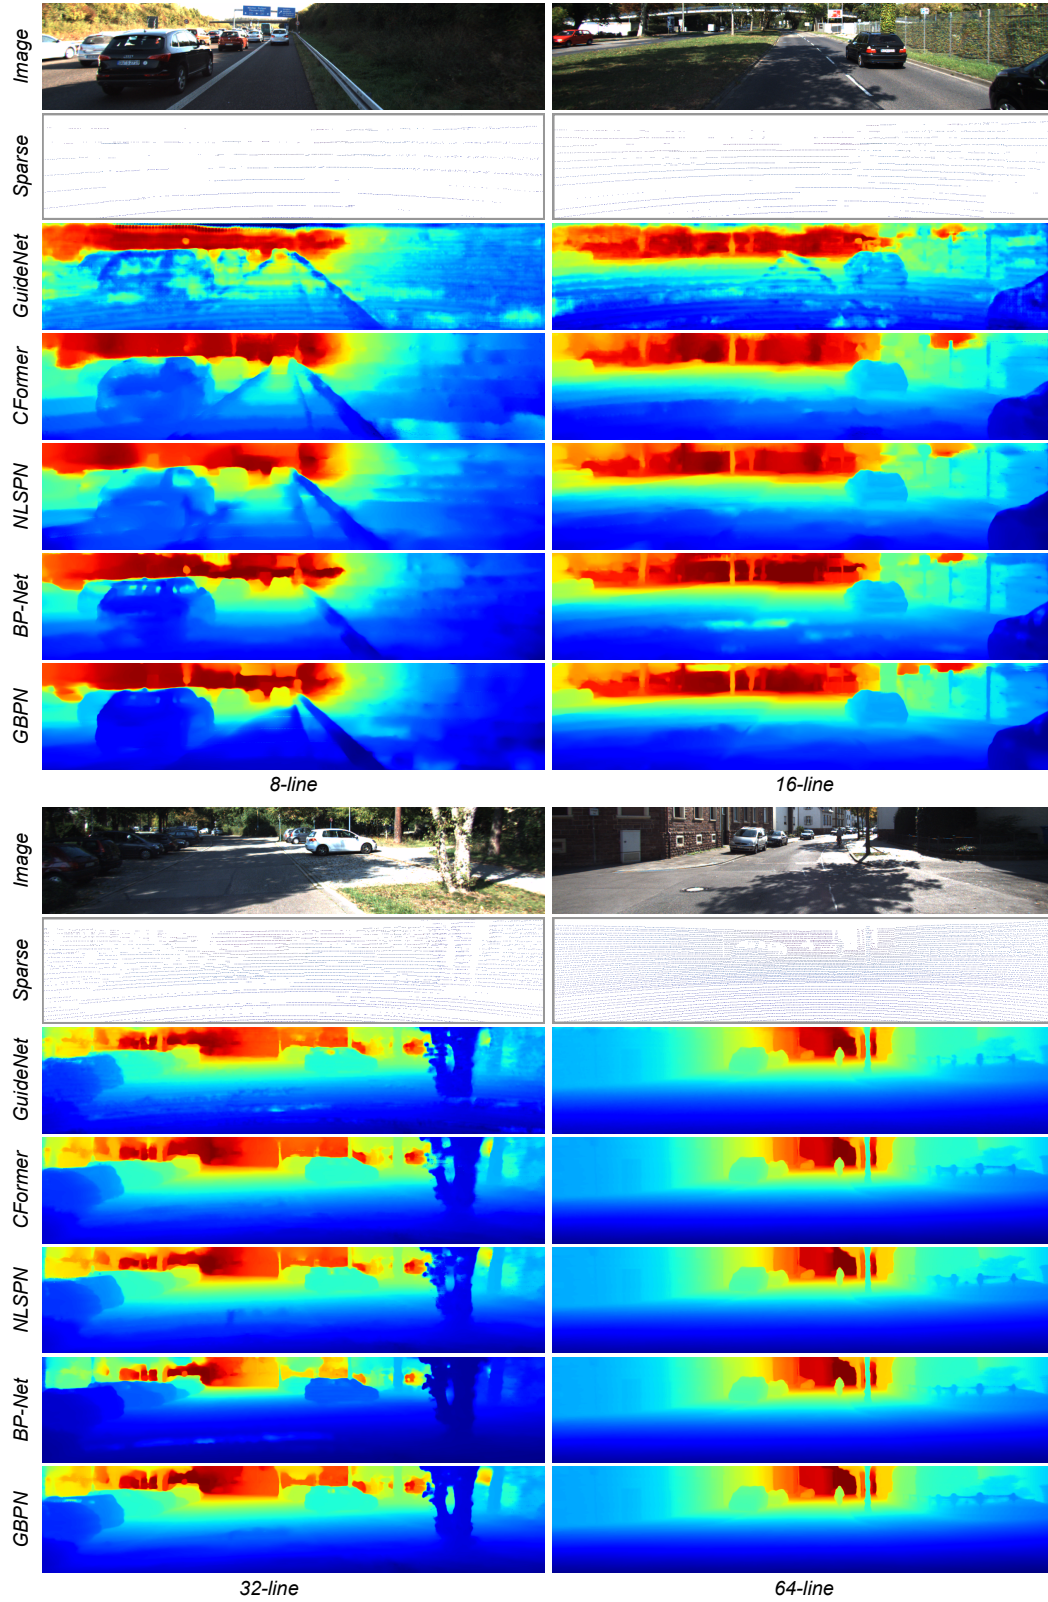 Image
Sparse
GuideNet
CFormer
NLSPN
BP-Net
GBPN
8-line
16-line
Image
Sparse
GuideNet
CFormer
NLSPN
BP-Net
GBPN
32-line
64-line